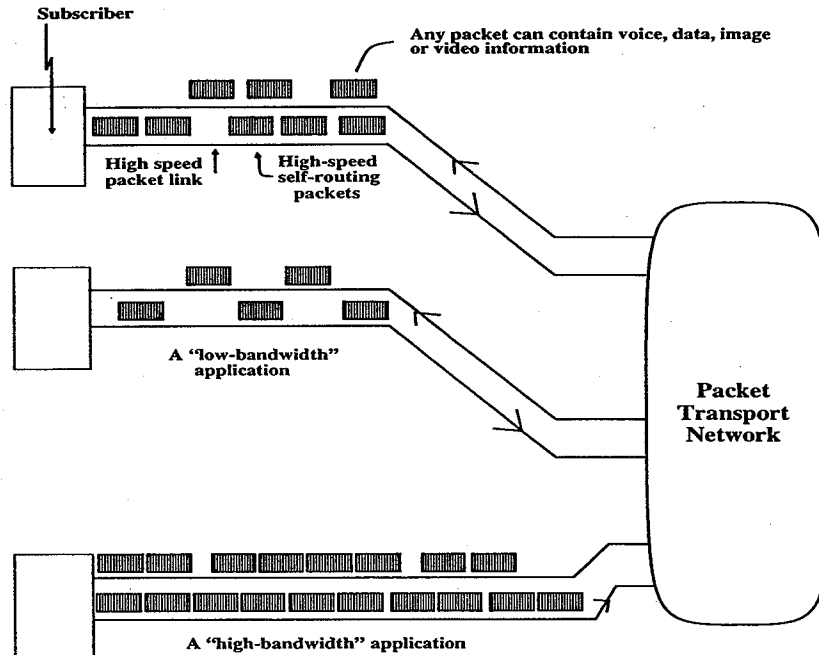 Subscriber
Any packet can contain voice, data, image
or video information
High speed
packet link
High-speed
self-routing
packets
A “low-bandwidth”
application
Packet
Transport
Network
A “high-bandwidth” application